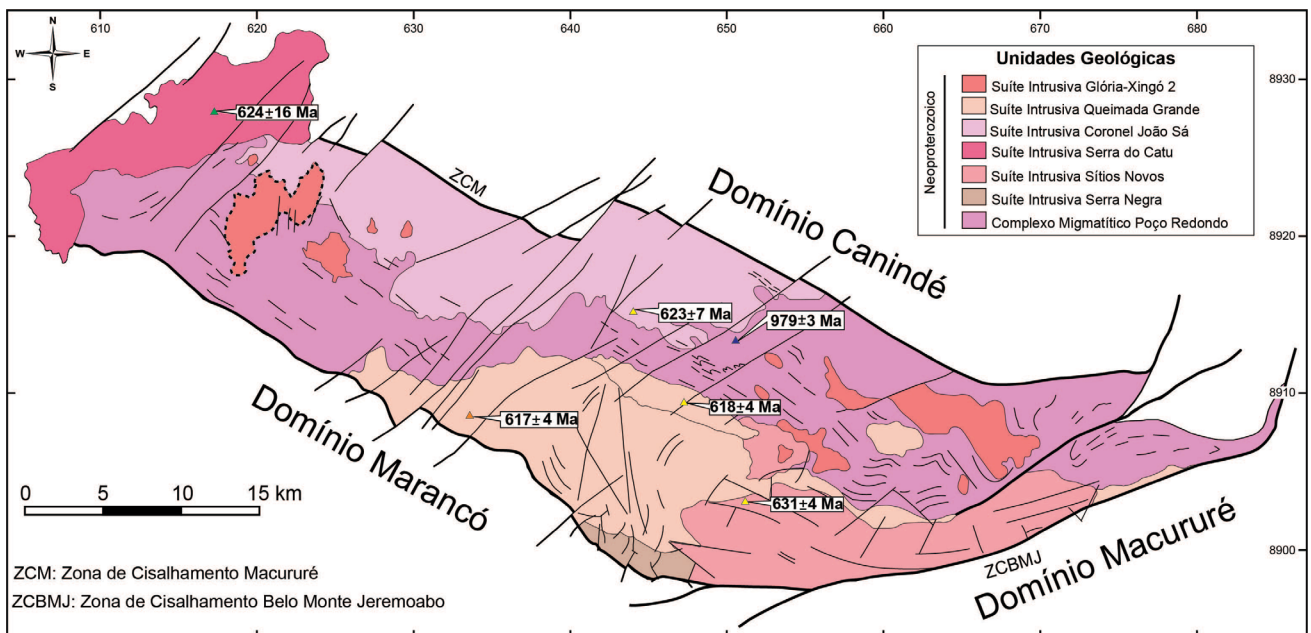 610
620
630
640
650
660
670
680
N
W
E
S
Unidades Geológicas
Neoproterozoico
Suíte Intrusiva Glória-Xingó 2
Suíte Intrusiva Queimada Grande
Suíte Intrusiva Coronel João Sá
Suíte Intrusiva Serra do Catu
Suíte Intrusiva Sítios Novos
Suíte Intrusiva Serra Negra
Complexo Migmatítico Poço Redondo
8930
8920
8910
8900
624±16 Ma
ZCM
Domínio Canindé
623±7 Ma
979±3 Ma
618±4 Ma
617±4 Ma
631±4 Ma
Domínio Marancó
ZCBMJ
Domínio Macururé
0 5 10 15 km
ZCM: Zona de Cisalhamento Macururé
ZCBMJ: Zona de Cisalhamento Belo Monte Jeremoabo